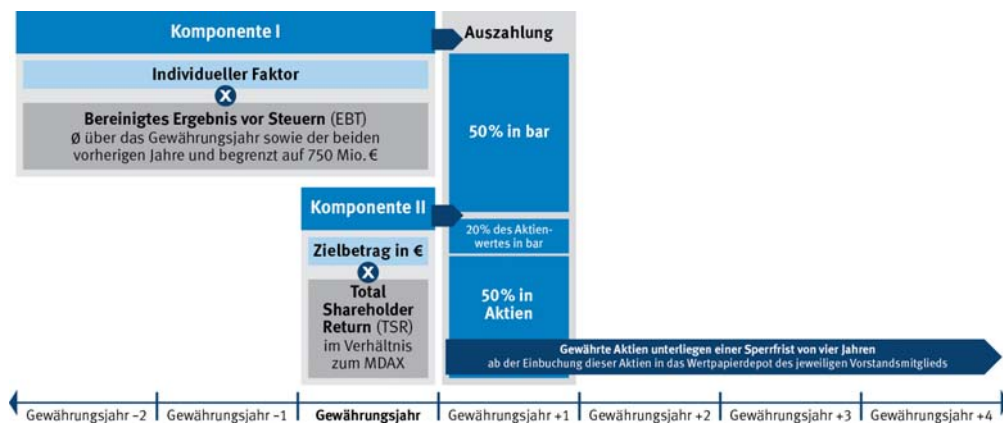 Komponente I
Auszahlung
Individueller Faktor
X
Bereinigtes Ergebnis vor Steuern (EBT)
Ø über das Gewährungsjahr sowie der beiden
vorherigen Jahre und begrenzt auf 750 Mio. €
50% in bar
Komponente II
20% des Aktien-
wertes in bar
Zielbetrag in €
X
Total
Shareholder
Return (TSR)
im Verhältnis
zum MDAX
50% in
Aktien
Gewährte Aktien unterliegen einer Sperrfrist von vier Jahren
ab der Einbuchung dieser Aktien in das Wertpapierdepot des jeweiligen Vorstandsmitglieds
Gewährungsjahr -2 Gewährungsjahr -1 Gewährungsjahr Gewährungsjahr +1 Gewährungsjahr +2 Gewährungsjahr +3 Gewährungsjahr +4